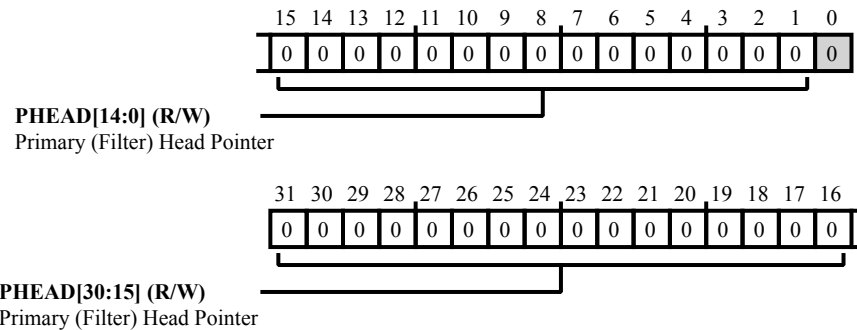 15 14 13 12 11 10 9 8 7 6 5 4 3 2 1 0
0 0 0 0 0 0 0 0 0 0 0 0 0 0 0 0
PHEAD[14:0] (R/W)
Primary (Filter) Head Pointer
31 30 29 28 27 26 25 24 23 22 21 20 19 18 17 16
0 0 0 0 0 0 0 0 0 0 0 0 0 0 0 0
PHEAD[30:15] (R/W)
Primary (Filter) Head Pointer